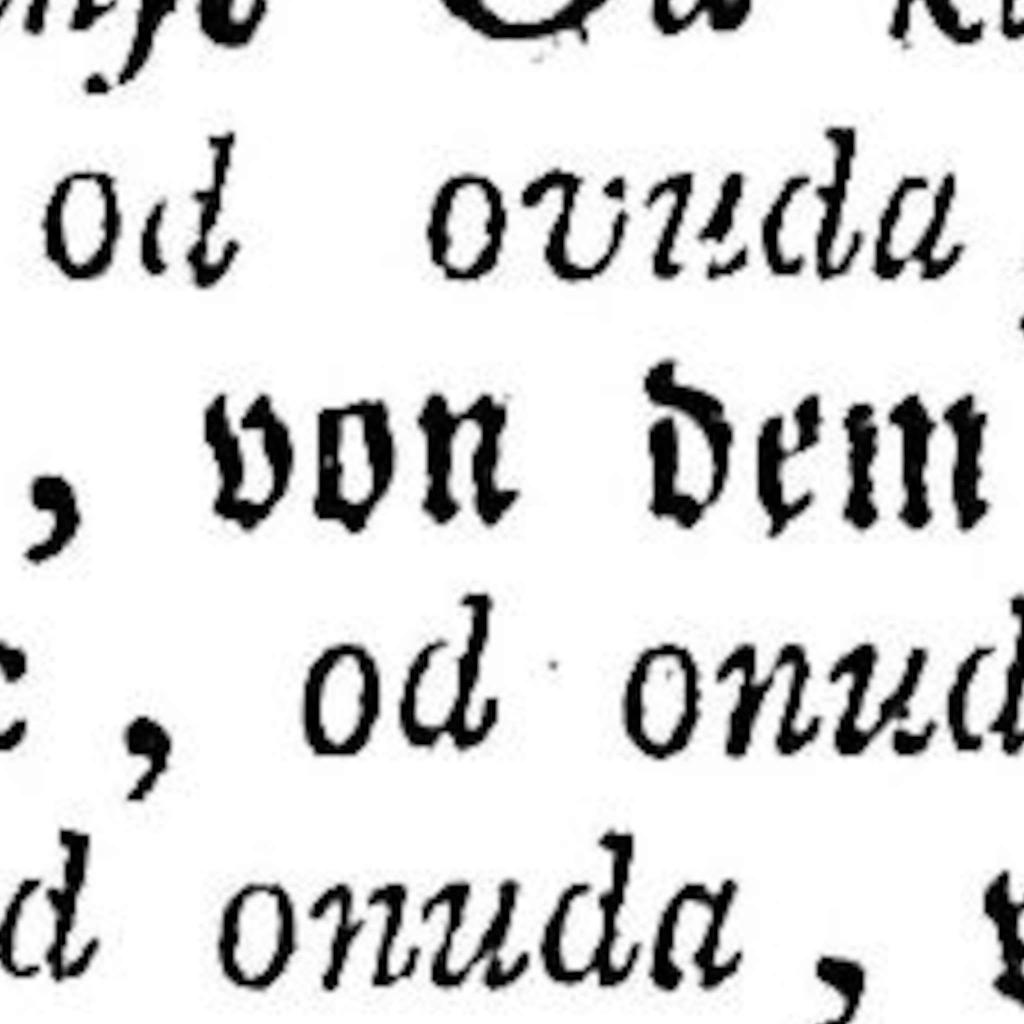 od ovuda
, von dem
, od onud
d onuda,